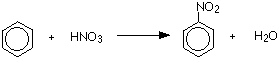 NO₂
+ HNO₃ + H₂O